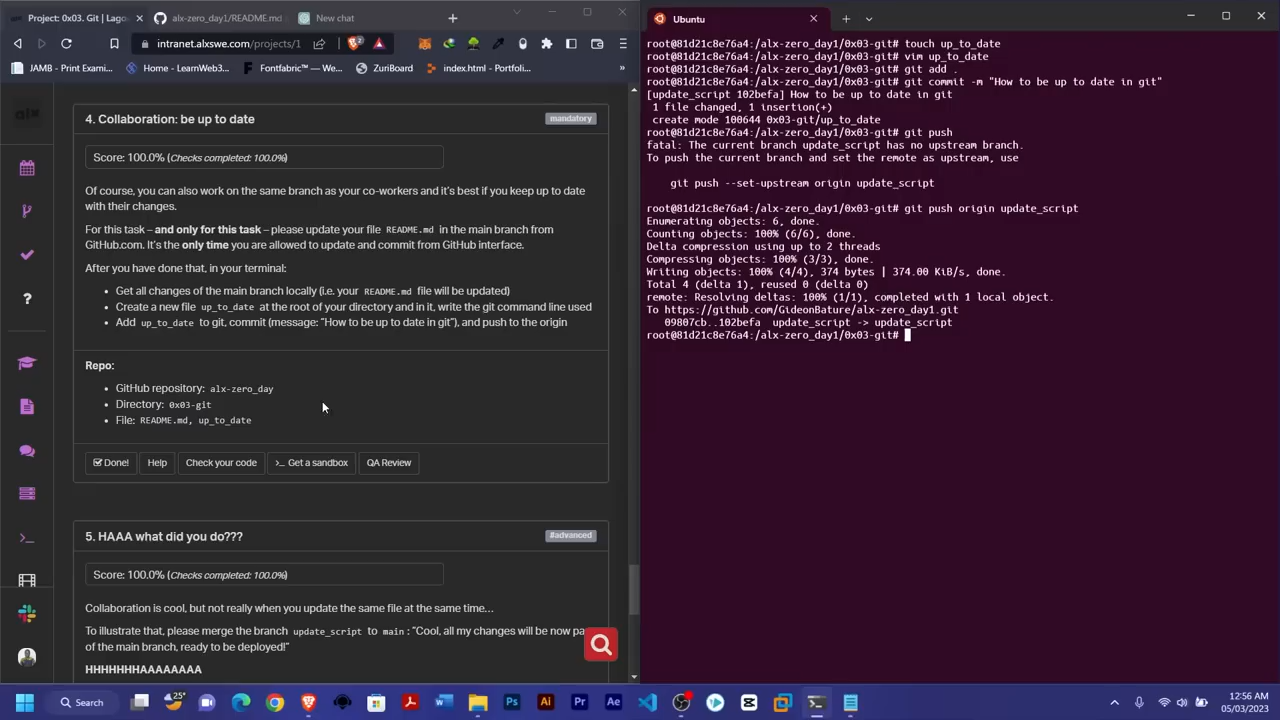 Project: 0x03. Git | Lago
alx-zero_day1/README.md
New chat
intranet.alxswe.com/projects/1
JAMB - Print Exami...
Home - LearnWeb3...
Fontfabric™ — We...
ZuriBoard
index.html - Portfolio...
»
alx
4. Collaboration: be up to date
mandatory
Score: 100.0% (Checks completed: 100.0%)
Of course, you can also work on the same branch as your co-workers and it's best if you keep up to date
with their changes.
For this task – and only for this task – please update your file README.md in the main branch from
GitHub.com. It's the only time you are allowed to update and commit from GitHub interface.
After you have done that, in your terminal:
Get all changes of the main branch locally (i.e. your README.md file will be updated)
Create a new file up_to_date at the root of your directory and in it, write the git command line used
Add up_to_date to git, commit (message: "How to be up to date in git"), and push to the origin
Repo:
GitHub repository: alx-zero_day
Directory: 0x03-git
File: README.md, up_to_date
Done!
Help
Check your code
>_ Get a sandbox
QA Review
5. HAAA what did you do???
#advanced
Score: 100.0% (Checks completed: 100.0%)
Collaboration is cool, but not really when you update the same file at the same time...
To illustrate that, please merge the branch update_script to main : "Cool, all my changes will be now pa
of the main branch, ready to be deployed!"
HHHHHHHAAAAAAAA
Ubuntu
root@81d21c8e76a4:/alx-zero_day1/0x03-git# touch up_to_date
root@81d21c8e76a4:/alx-zero_day1/0x03-git# vim up_to_date
root@81d21c8e76a4:/alx-zero_day1/0x03-git# git add .
root@81d21c8e76a4:/alx-zero_day1/0x03-git# git commit -m "How to be up to date in git"
[update_script 102befa] How to be up to date in git
1 file changed, 1 insertion(+)
create mode 100644 0x03-git/up_to_date
root@81d21c8e76a4:/alx-zero_day1/0x03-git# git push
fatal: The current branch update_script has no upstream branch.
To push the current branch and set the remote as upstream, use
git push --set-upstream origin update_script
root@81d21c8e76a4:/alx-zero_day1/0x03-git# git push origin update_script
Enumerating objects: 6, done.
Counting objects: 100% (6/6), done.
Delta compression using up to 2 threads
Compressing objects: 100% (3/3), done.
Writing objects: 100% (4/4), 374 bytes | 374.00 KiB/s, done.
Total 4 (delta 1), reused 0 (delta 0)
remote: Resolving deltas: 100% (1/1), completed with 1 local object.
To https://github.com/GideonBature/alx-zero_day1.git
09807cb..102befa update_script -> update_script
root@81d21c8e76a4:/alx-zero_day1/0x03-git#
Search
25°
Ps
Ai
Pr
Ae
12:56 AM
05/03/2023